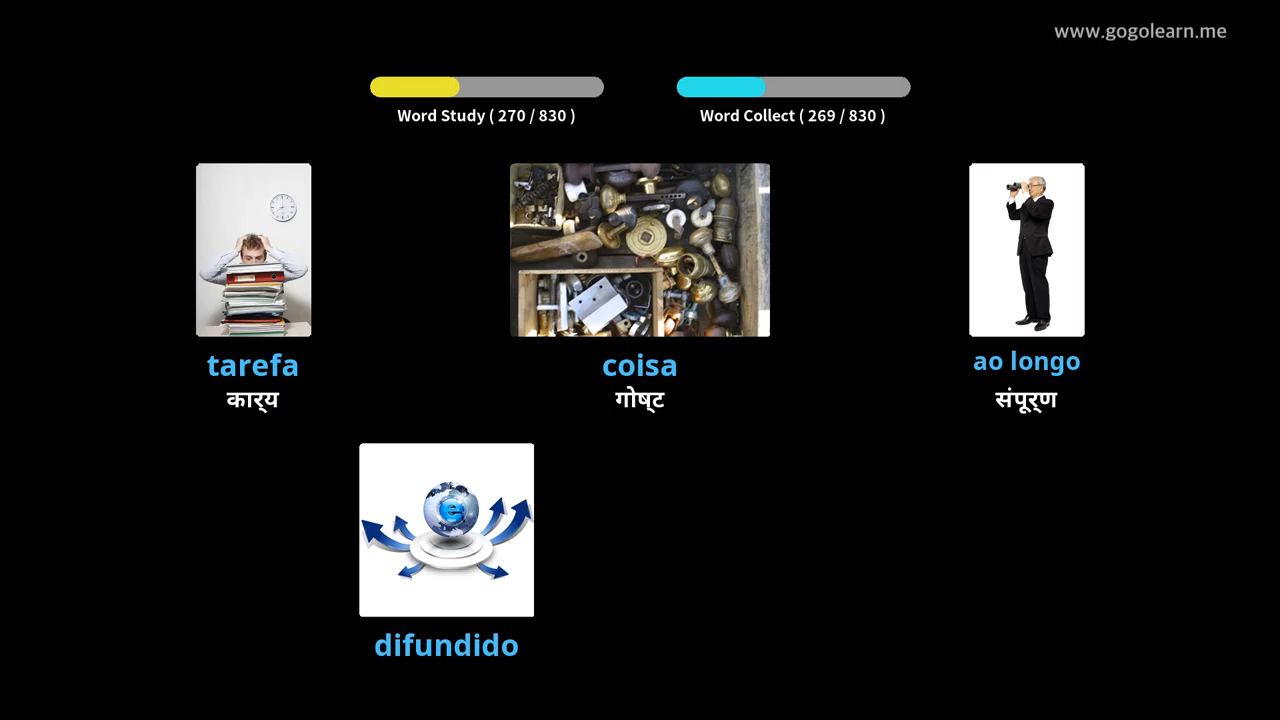 www.gogolearn.me
Word Study ( 270 / 830 )
Word Collect ( 269 / 830 )
tarefa
coisa
ao longo
कार्‌य
गोष्‌ट
संपूर्‌ण
difundido